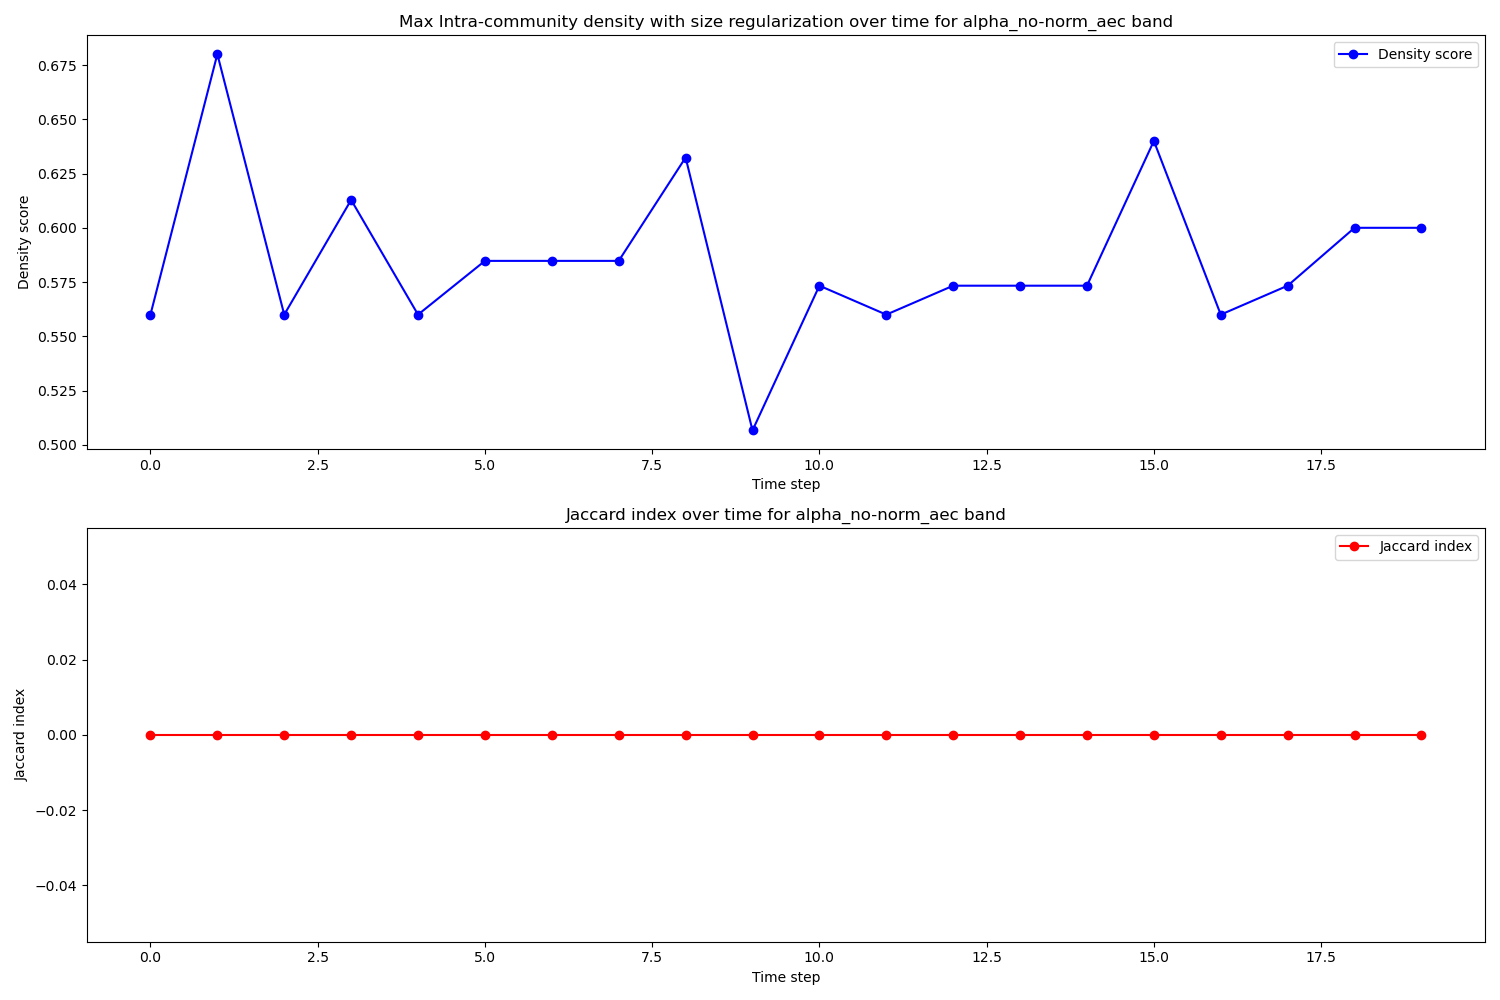 Max Intra-community density with size regularization over time for alpha_no-norm_aec band
Density score
0.675
0.650
0.625
0.600
0.575
0.550
0.525
0.500
Density score
0.0 2.5 5.0 7.5 10.0 12.5 15.0 17.5
Time step
Jaccard index over time for alpha_no-norm_aec band
Jaccard index
0.04
0.02
0.00
−0.02
−0.04
Jaccard index
0.0 2.5 5.0 7.5 10.0 12.5 15.0 17.5
Time step